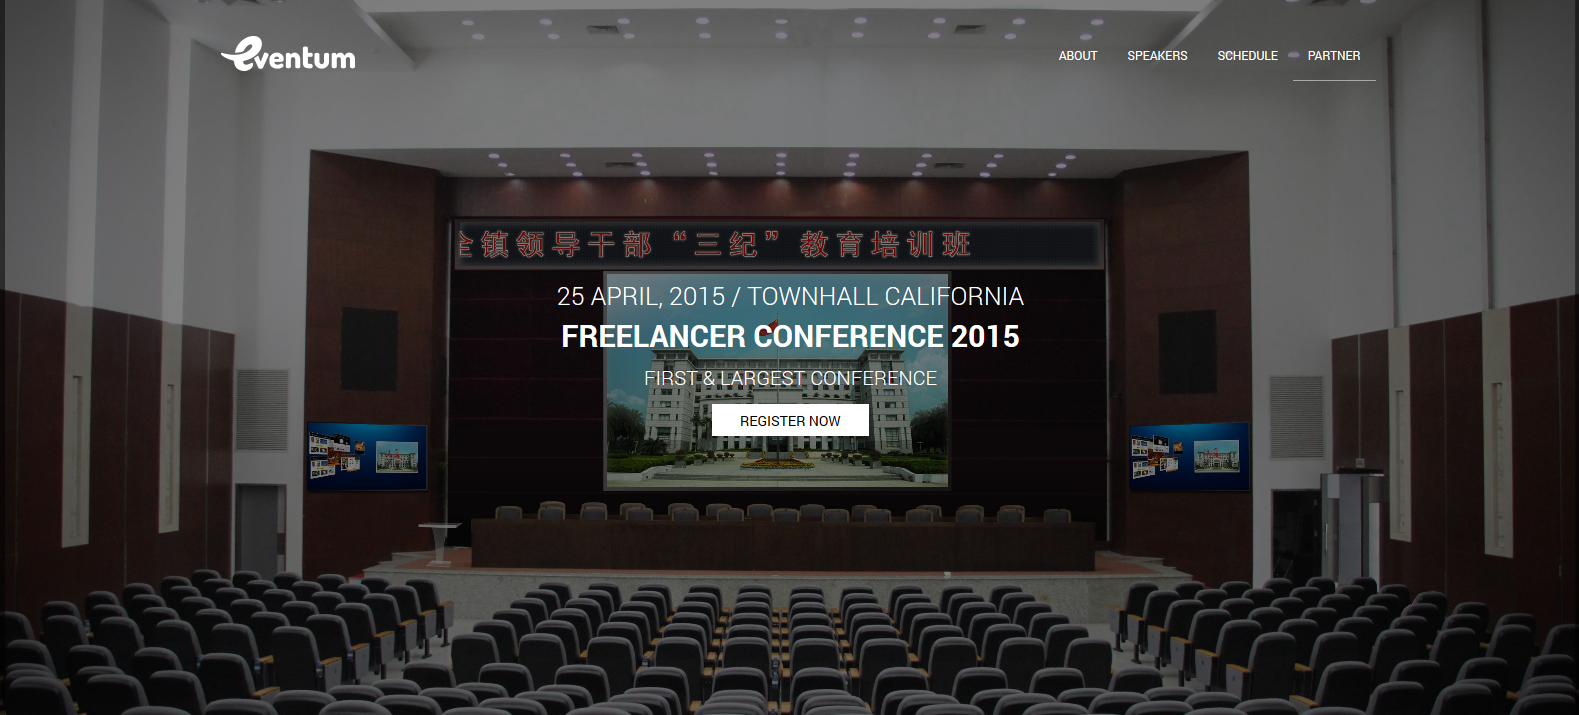 eventum
ABOUT SPEAKERS SCHEDULE PARTNER
全镇领导干部“三纪”教育培训班
25 APRIL, 2015 / TOWNHALL CALIFORNIA
FREELANCER CONFERENCE 2015
FIRST & LARGEST CONFERENCE
REGISTER NOW